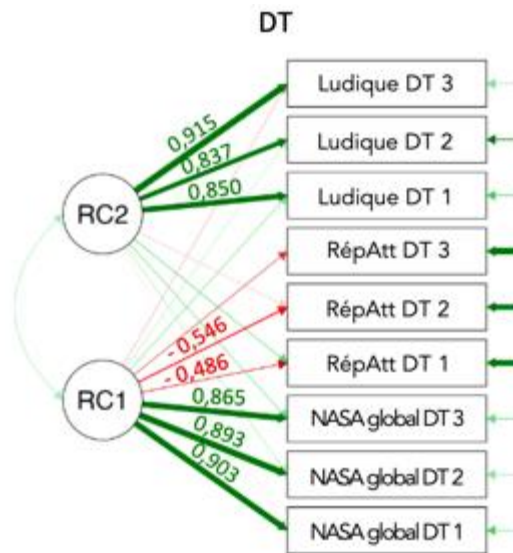 DT
Ludique DT 3
0,915
Ludique DT 2
0,837
Ludique DT 1
0,850
RC2
RépAtt DT 3
RépAtt DT 2
- 0,546
RépAtt DT 1
- 0,486
RC1
0,865
NASA global DT 3
0,893
NASA global DT 2
0,903
NASA global DT 1